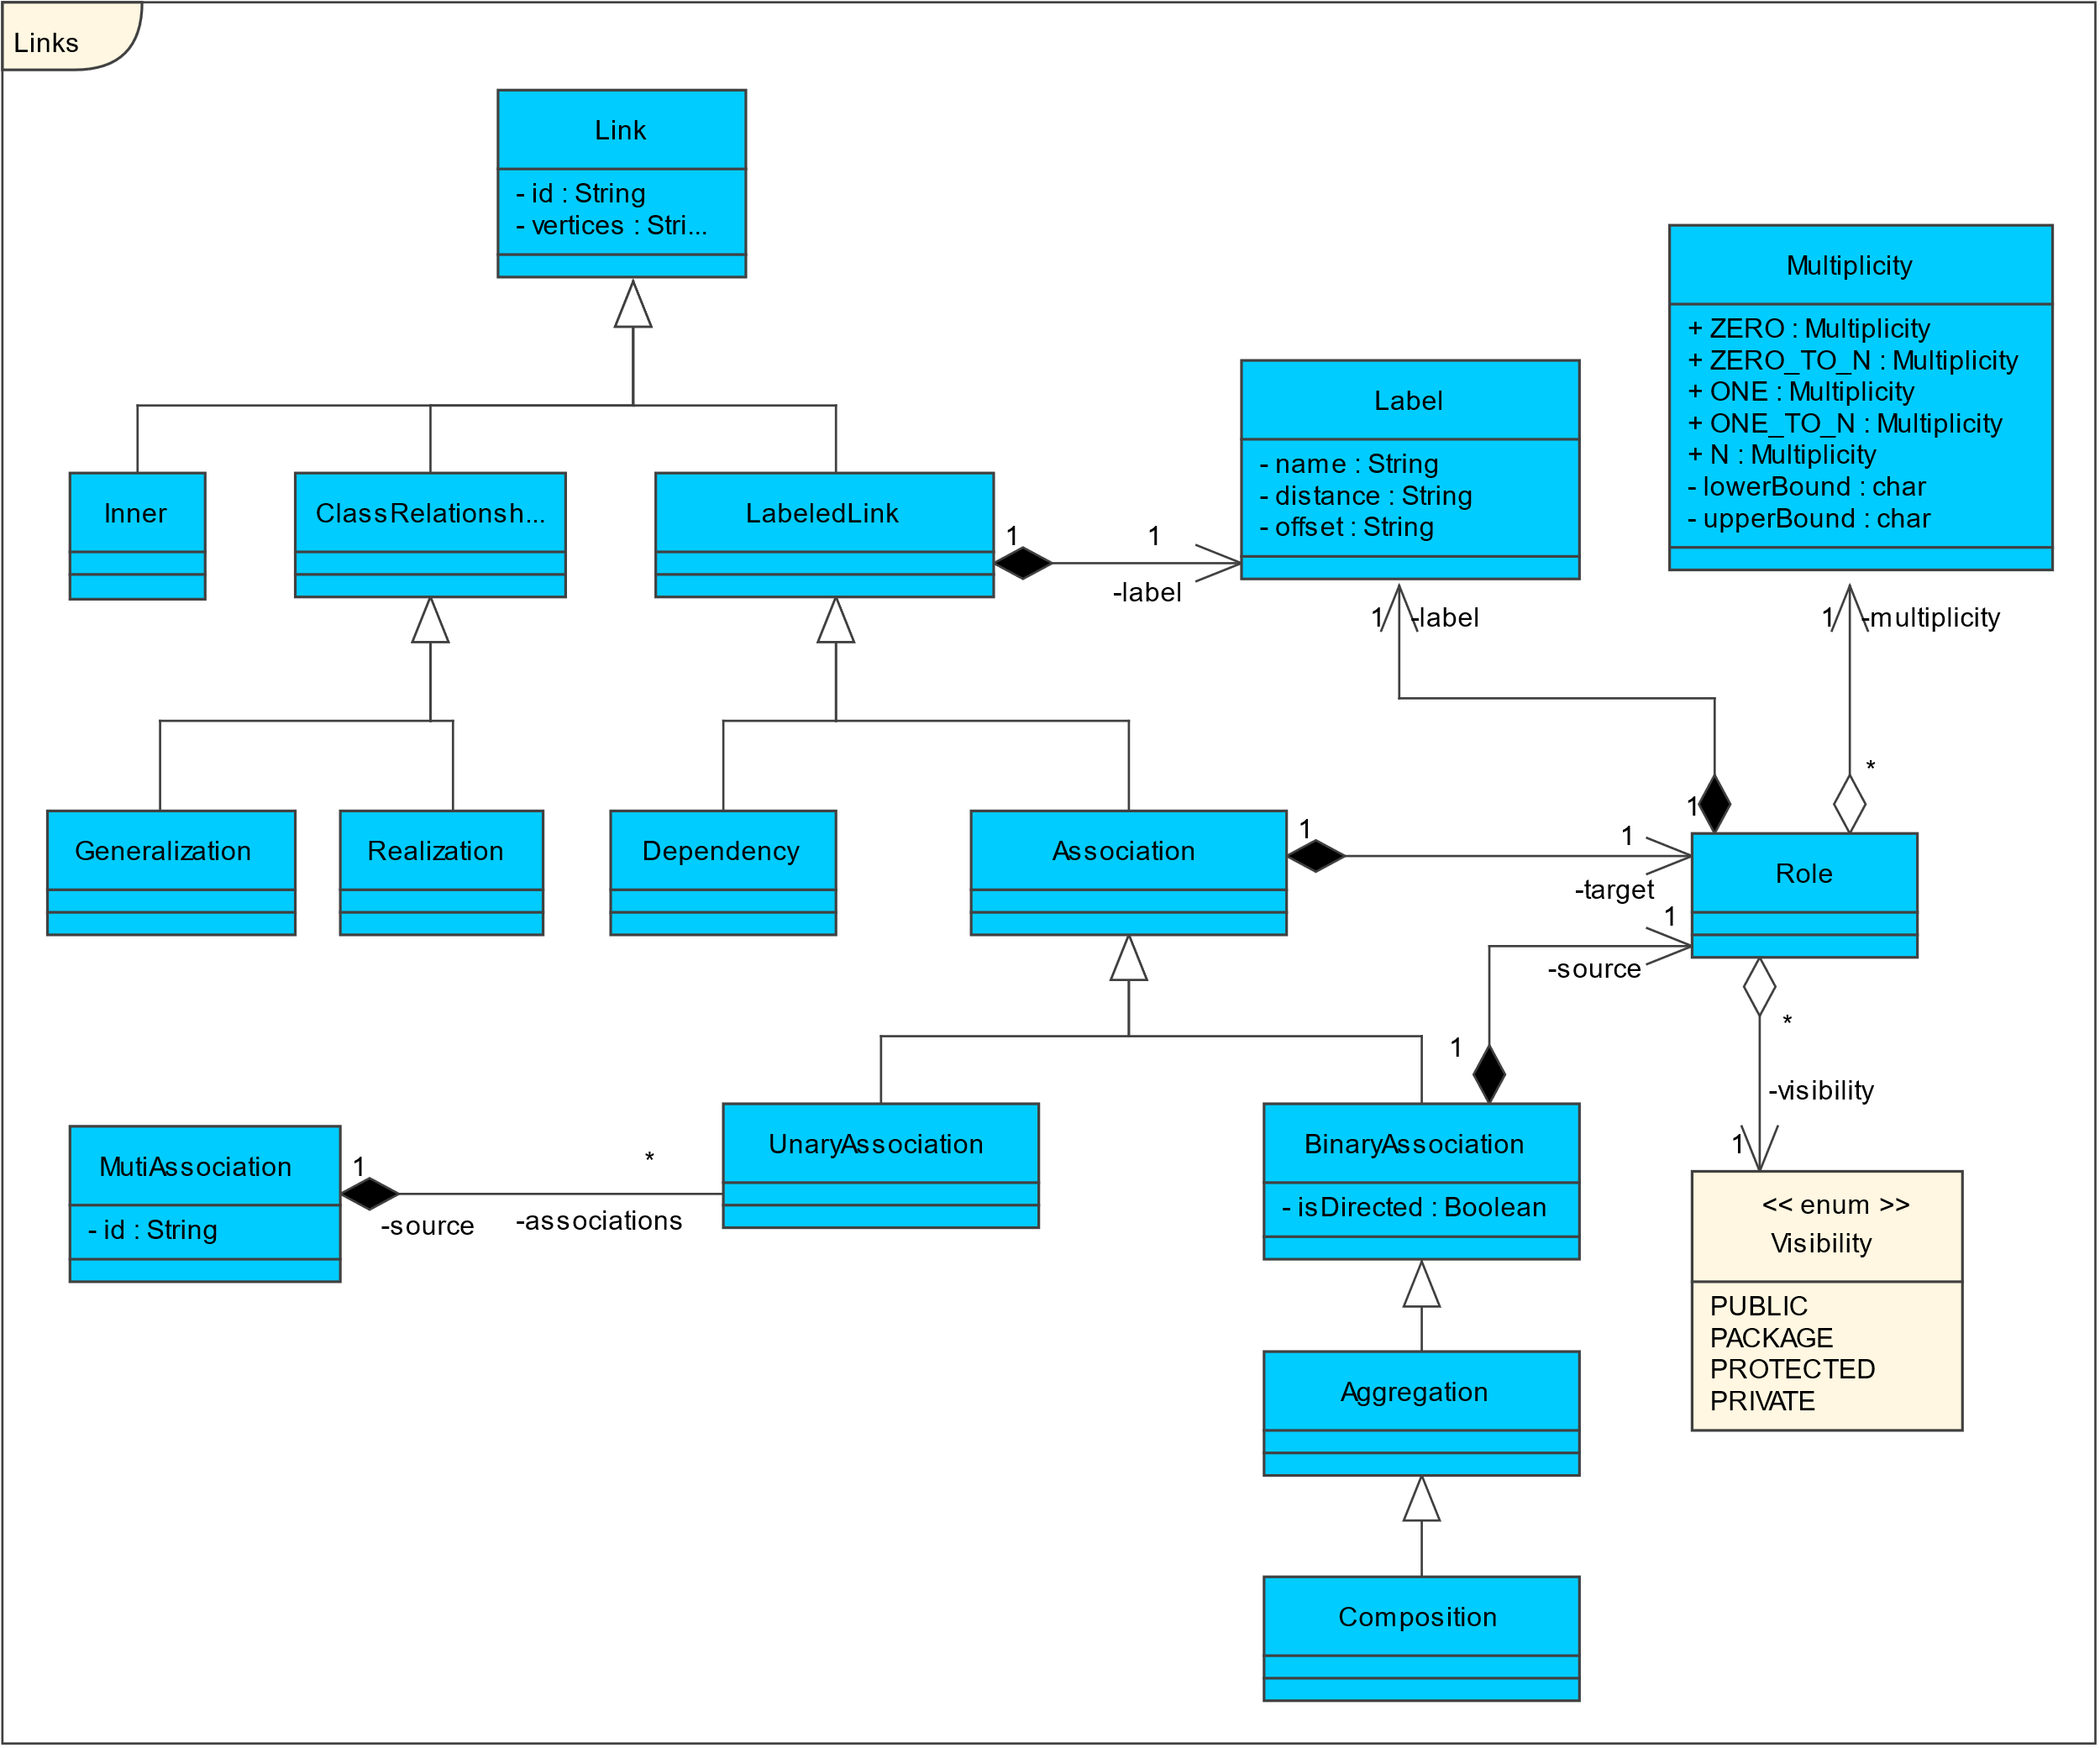 Links
Link
- id : String
- vertices : Stri...
Multiplicity
+ ZERO : Multiplicity
+ ZERO_TO_N : Multiplicity
+ ONE : Multiplicity
+ ONE_TO_N : Multiplicity
+ N : Multiplicity
- lowerBound : char
- upperBound : char
Label
- name : String
- distance : String
- offset : String
Inner
ClassRelationsh...
LabeledLink
1
1
-label
1
-label
1
-multiplicity
*
1
Generalization
Realization
Dependency
Association
1
1
-target
Role
1
-source
1
*
-visibility
1
MutiAssociation
- id : String
1
-source
*
-associations
UnaryAssociation
BinaryAssociation
- isDirected : Boolean
<< enum >>
Visibility
PUBLIC
PACKAGE
PROTECTED
PRIVATE
Aggregation
Composition